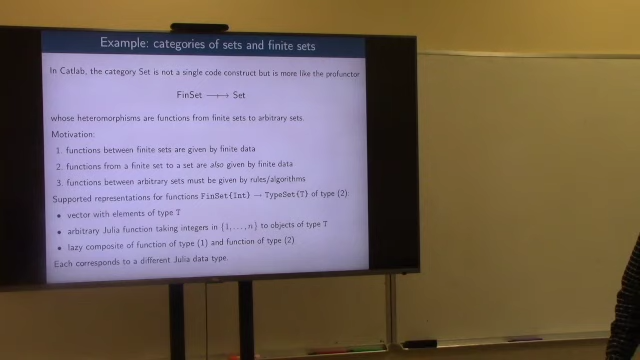 Example: categories of sets and finite sets
In Catlab, the category Set is not a single code construct but is more like the profunctor
FinSet ⟶ Set
whose heteromorphisms are functions from finite sets to arbitrary sets.
Motivation:
1. functions between finite sets are given by finite data
2. functions from a finite set to a set are also given by finite data
3. functions between arbitrary sets must be given by rules/algorithms
Supported representations for functions FinSet{Int} → TypeSet{T} of type (2):
• vector with elements of type T
• arbitrary Julia function taking integers in {1,...,n} to objects of type T
• lazy composite of function of type (1) and function of type (2)
Each corresponds to a different Julia data type.